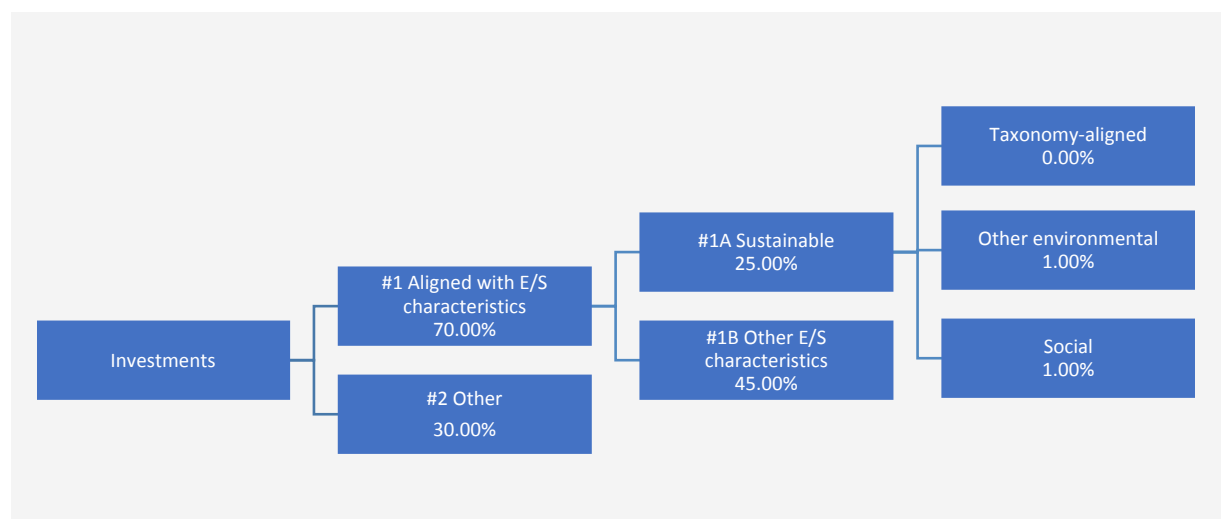 Investments
#1 Aligned with E/S
characteristics
70.00%
#2 Other
30.00%
#1A Sustainable
25.00%
#1B Other E/S
characteristics
45.00%
Taxonomy-aligned
0.00%
Other environmental
1.00%
Social
1.00%